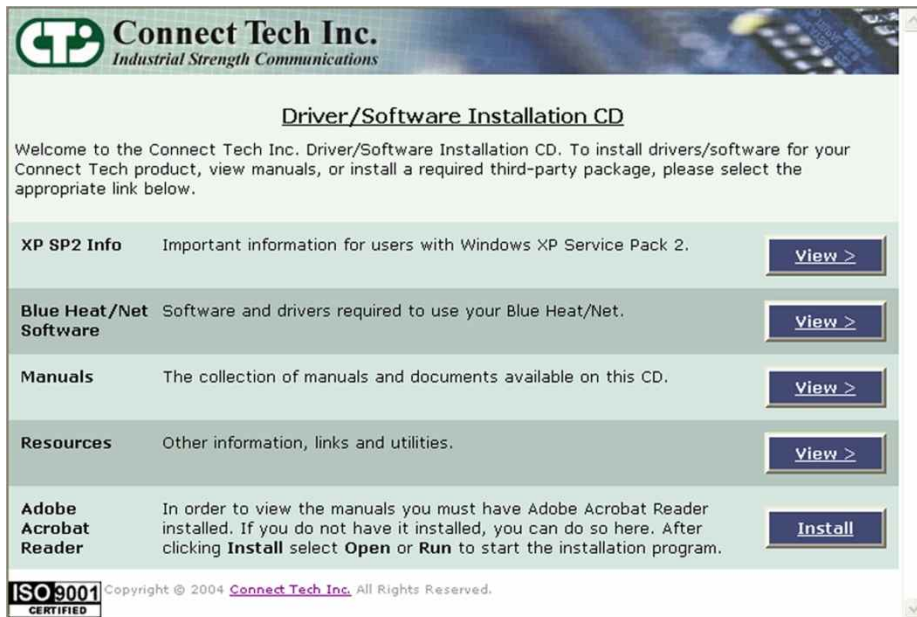 CTi
Connect Tech Inc.
Industrial Strength Communications
Driver/Software Installation CD
Welcome to the Connect Tech Inc. Driver/Software Installation CD. To install drivers/software for your
Connect Tech product, view manuals, or install a required third-party package, please select the
appropriate link below.
XP SP2 Info
Important information for users with Windows XP Service Pack 2.
View >
Blue Heat/Net
Software
Software and drivers required to use your Blue Heat/Net.
View >
Manuals
The collection of manuals and documents available on this CD.
View >
Resources
Other information, links and utilities.
View >
Adobe
Acrobat
Reader
In order to view the manuals you must have Adobe Acrobat Reader
installed. If you do not have it installed, you can do so here. After
clicking Install select Open or Run to start the installation program.
Install
ISO 9001
CERTIFIED
Copyright © 2004 Connect Tech Inc. All Rights Reserved.